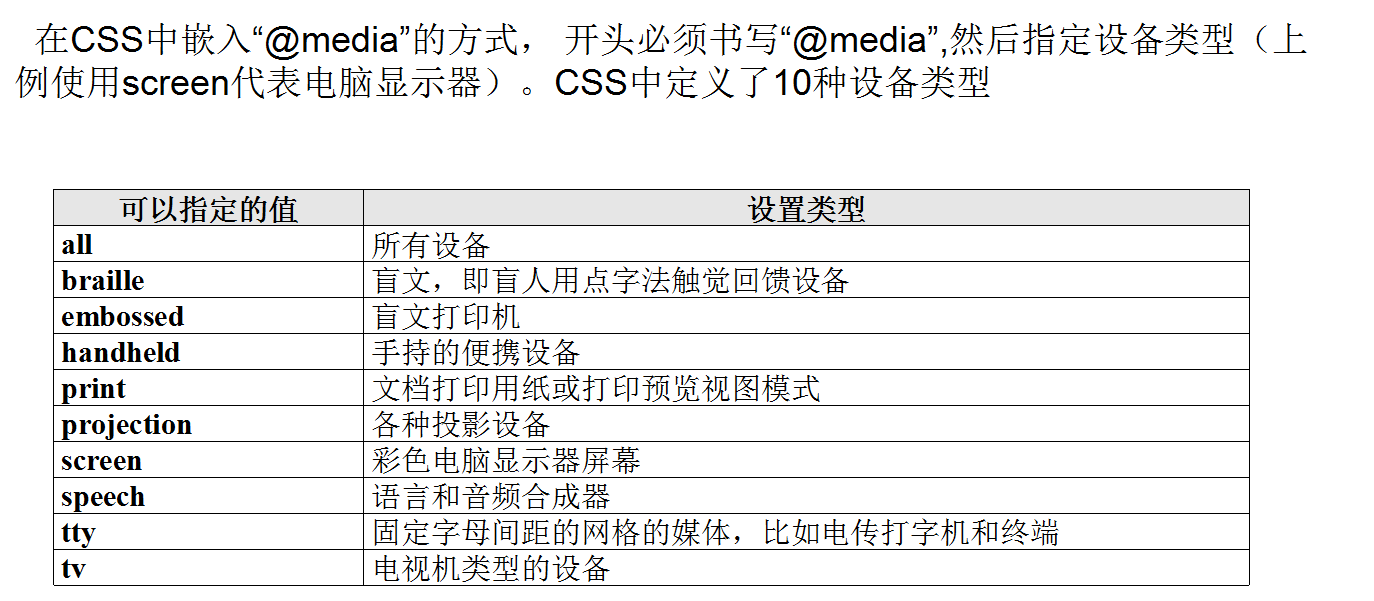 在CSS中嵌入“@media”的方式， 开头必须书写“@media”,然后指定设备类型（上
例使用screen代表电脑显示器）。CSS中定义了10种设备类型
可以指定的值 设置类型
all 所有设备
braille 盲文，即盲人用点字法触觉回馈设备
embossed 盲文打印机
handheld 手持的便携设备
print 文档打印用纸或打印预览视图模式
projection 各种投影设备
screen 彩色电脑显示器屏幕
speech 语言和音频合成器
tty 固定字母间距的网格的媒体，比如电传打字机和终端
tv 电视机类型的设备